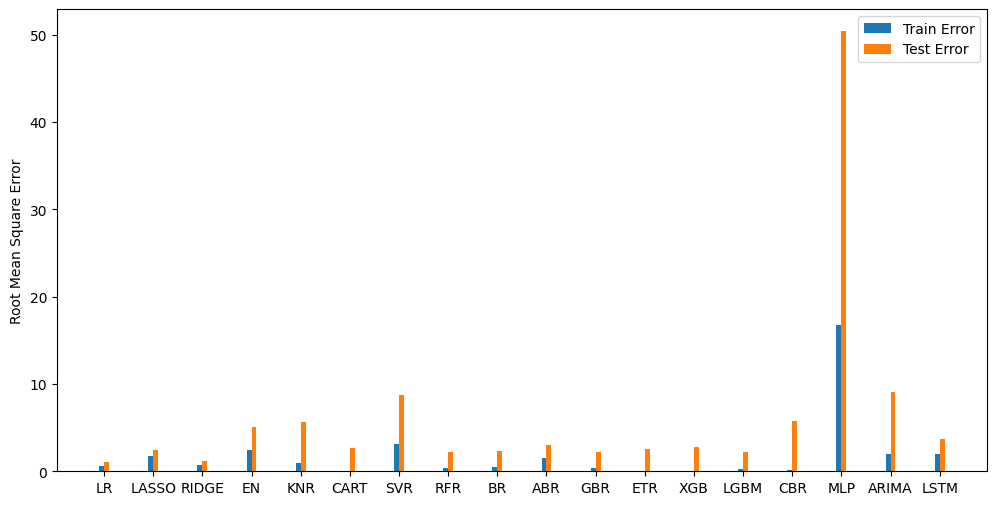 Train Error
Test Error
Root Mean Square Error
50
40
30
20
10
0
LR LASSO RIDGE EN KNR CART SVR RFR BR ABR GBR ETR XGB LGBM CBR MLP ARIMA LSTM